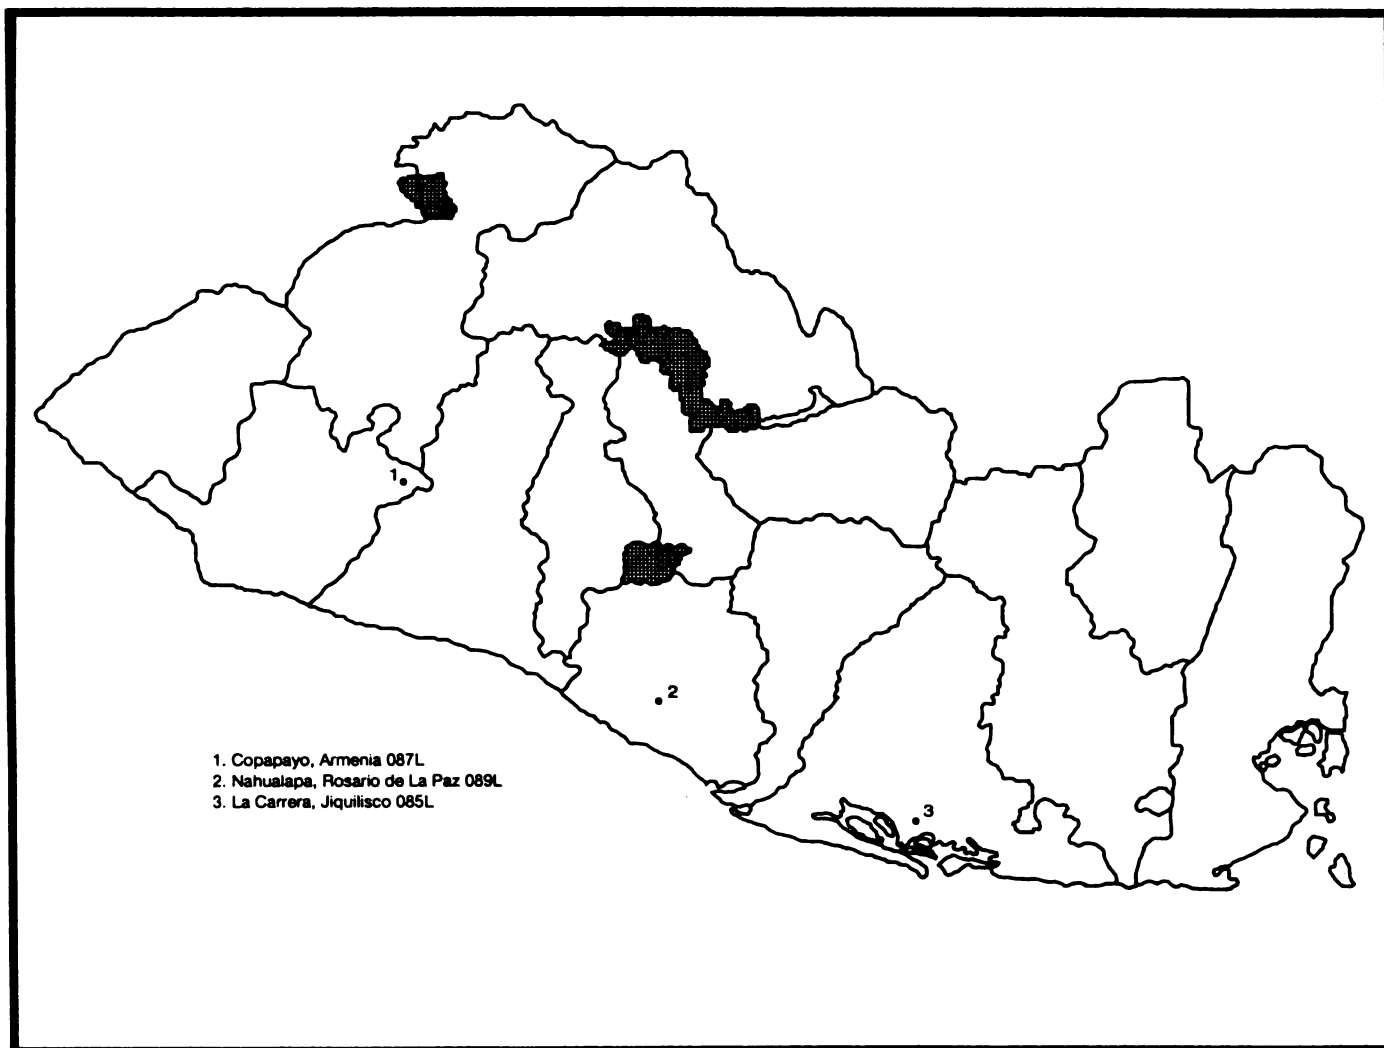 1
2
3
1. Copapayo, Armenia 087L
2. Nahualapa, Rosario de La Paz 089L
3. La Carrera, Jiquilisco 085L